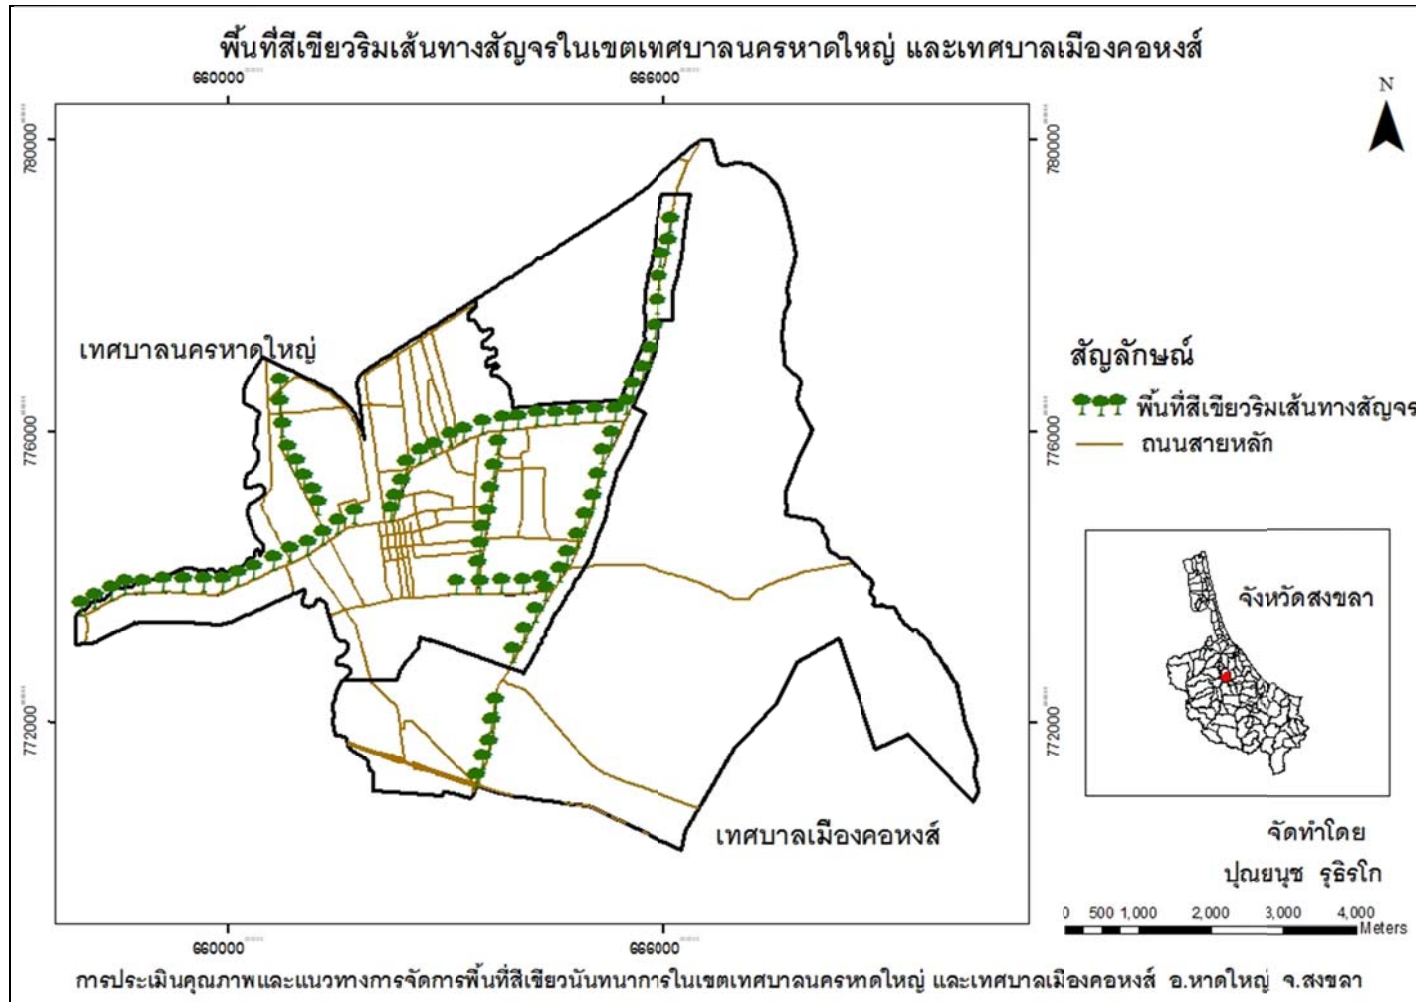 พื้นที่สีเขียวริมเส้นทางสัญจรในเขตเทศบาลนครหาดใหญ่ และเทศบาลเมืองคอหงส์
660000 666000
N
780000 780000
เทศบาลนครหาดใหญ่
สัญลักษณ์
พื้นที่สีเขียวริมเส้นทางสัญจร
ถนนสายหลัก
776000 776000
จังหวัดสงขลา
772000 772000
เทศบาลเมืองคอหงส์
จัดทำโดย
ปุณยนุช รุธิรโก
0 500 1,000 2,000 3,000 4,000
Meters
660000 666000
การประเมินคุณภาพและแนวทางการจัดการพื้นที่สีเขียวนันทนาการในเขตเทศบาลนครหาดใหญ่ และเทศบาลเมืองคอหงส์ อ.หาดใหญ่ จ.สงขลา